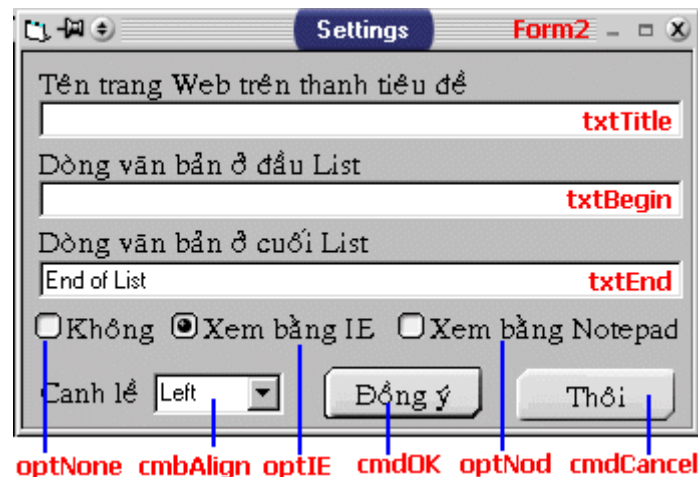 Settings Form2
Tên trang Web trên thanh tiêu đề
txtTitle
Dòng văn bản ở đầu List
txtBegin
Dòng văn bản ở cuối List
End of List txtEnd
Không Xem bằng IE Xem bằng Notepad
Canh lề Left Đồng ý Thôi
optNone cmbAlign optIE cmdOK optNod cmdCancel